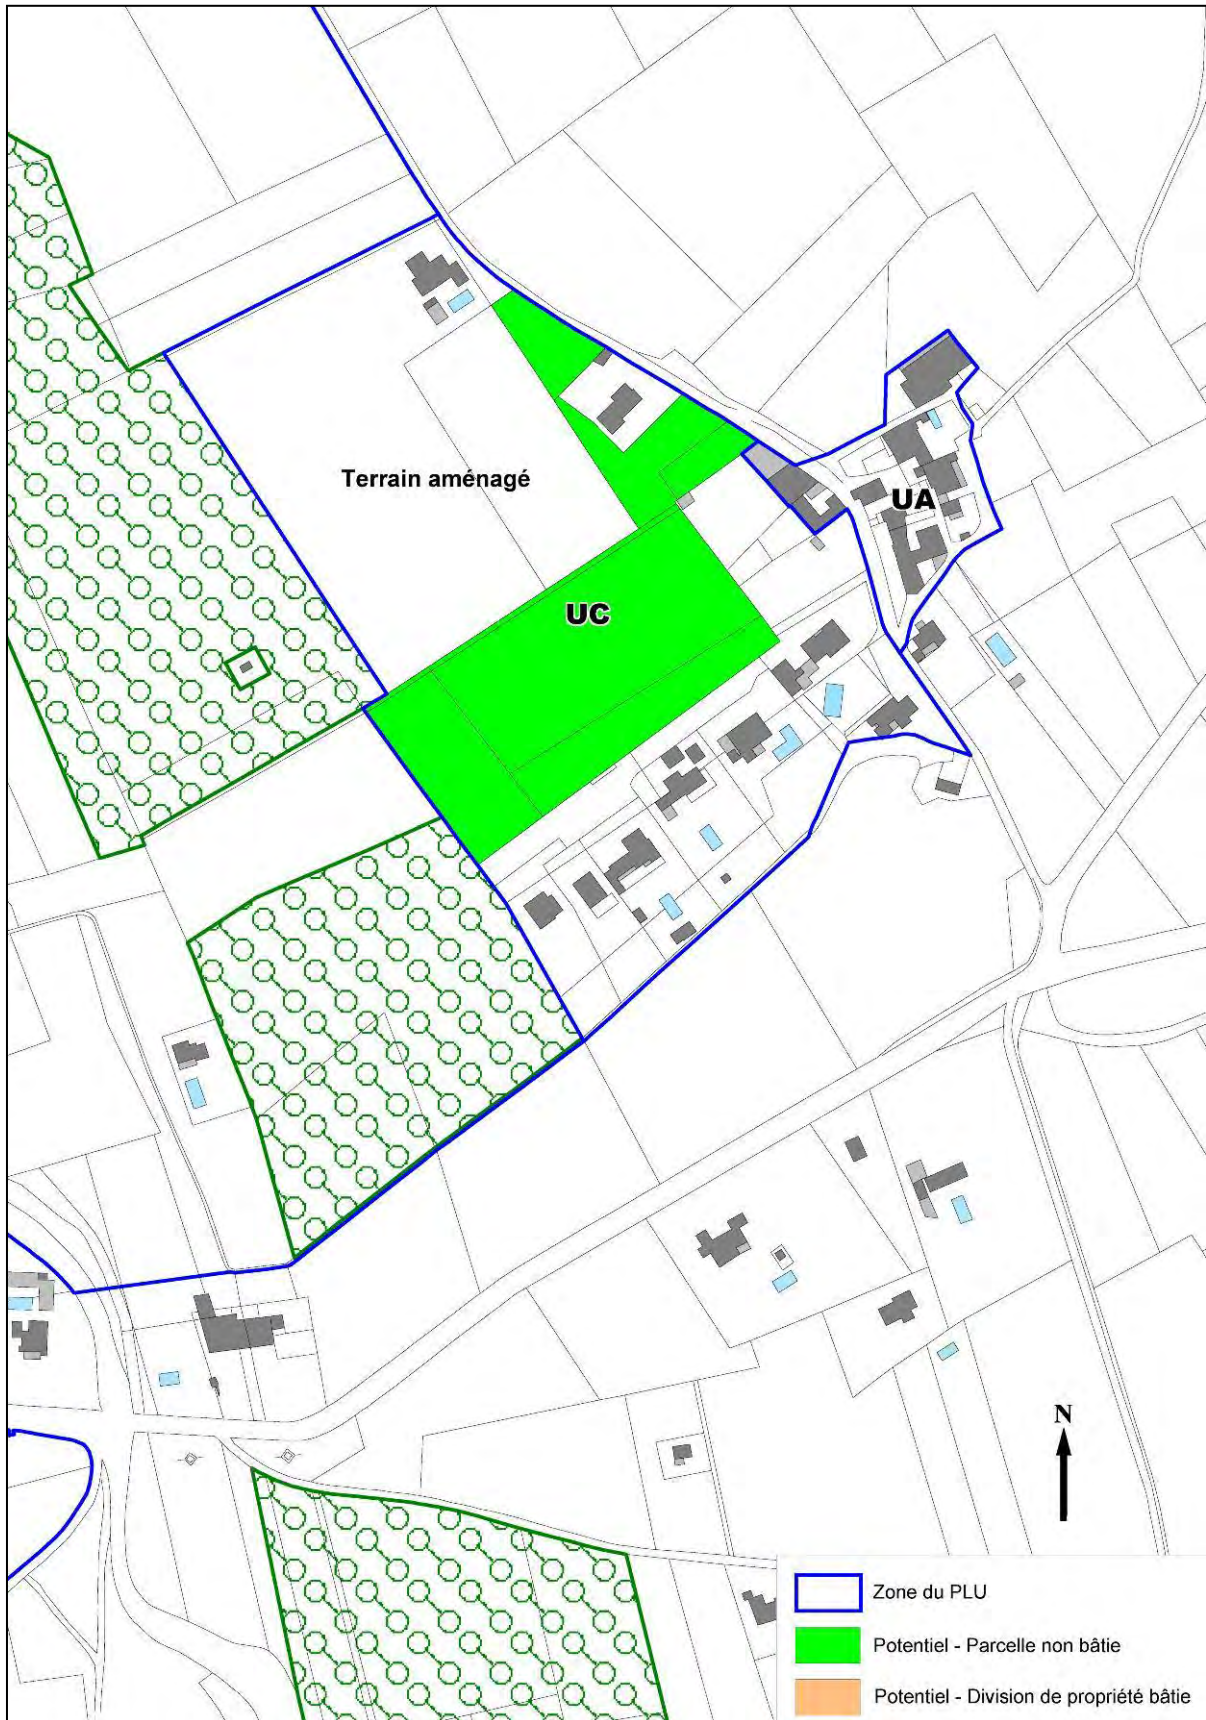 Terrain aménagé
UA
UC
N
Zone du PLU
Potentiel - Parcelle non bâtie
Potentiel - Division de propriété bâtie